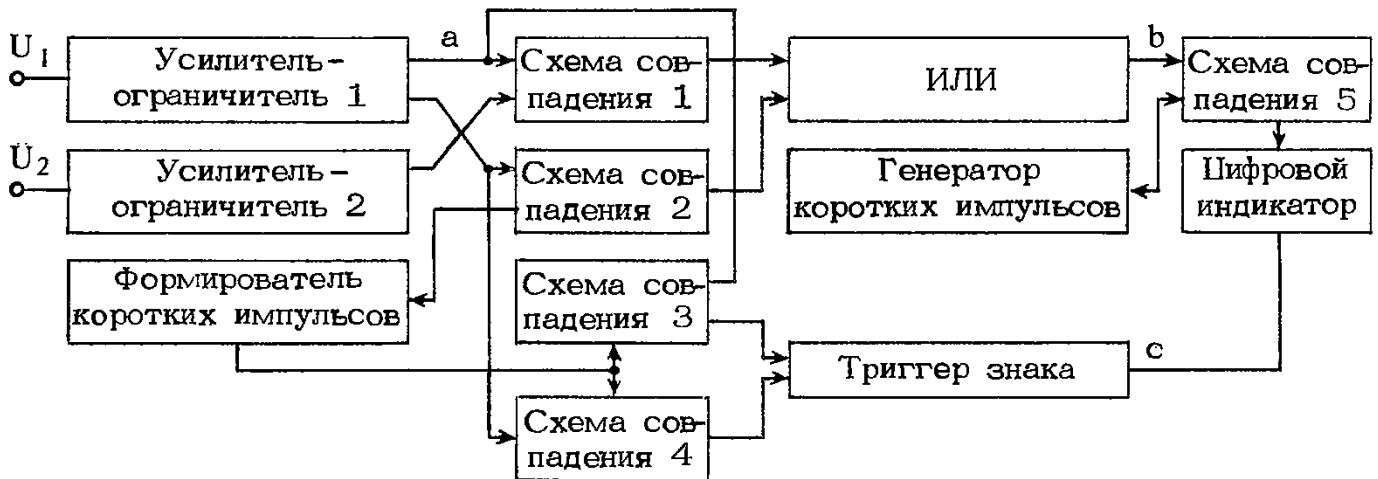 U1
Усилитель-
ограничитель 1
a
Схема сов-
падения 1
ИЛИ
b
Схема сов-
падения 5
U2
Усилитель-
ограничитель 2
Схема сов-
падения 2
Генератор
коротких импульсов
Цифровой
индикатор
Формирователь
коротких импульсов
Схема сов-
падения 3
Триггер знака
c
Схема сов-
падения 4